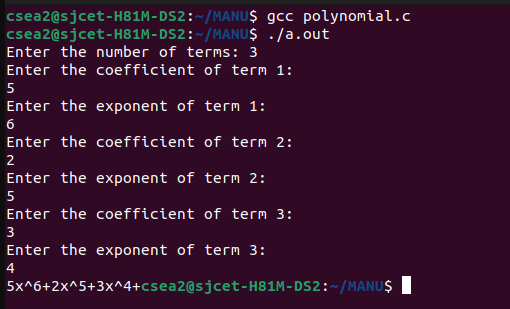 csea2@sjcet-H81M-DS2:~/MANU$ gcc polynomial.c
csea2@sjcet-H81M-DS2:~/MANU$ ./a.out
Enter the number of terms: 3
Enter the coefficient of term 1:
5
Enter the exponent of term 1:
6
Enter the coefficient of term 2:
2
Enter the exponent of term 2:
5
Enter the coefficient of term 3:
3
Enter the exponent of term 3:
4
5x^6+2x^5+3x^4+csea2@sjcet-H81M-DS2:~/MANU$